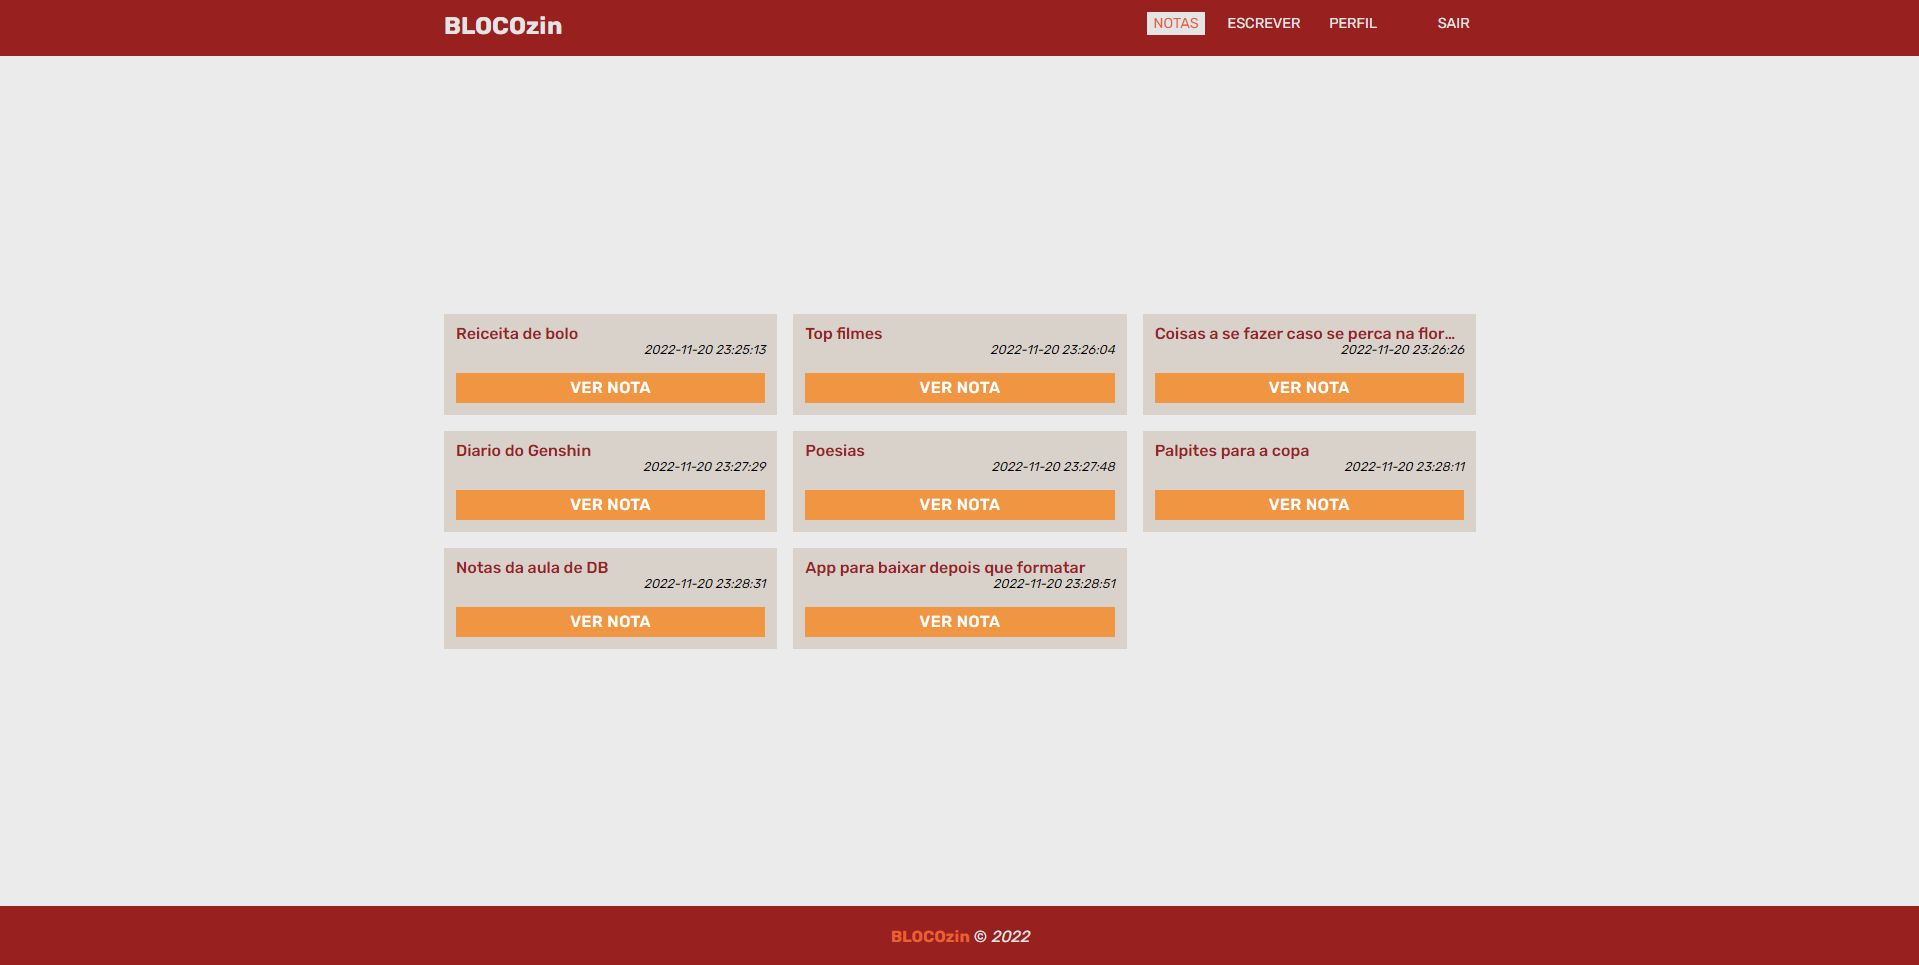 BLOCOzin
NOTAS ESCREVER PERFIL SAIR
Reiceita de bolo
2022-11-20 23:25:13
VER NOTA
Top filmes
2022-11-20 23:26:04
VER NOTA
Coisas a se fazer caso se perca na flor...
2022-11-20 23:26:26
VER NOTA
Diario do Genshin
2022-11-20 23:27:29
VER NOTA
Poesias
2022-11-20 23:27:48
VER NOTA
Palpites para a copa
2022-11-20 23:28:11
VER NOTA
Notas da aula de DB
2022-11-20 23:28:31
VER NOTA
App para baixar depois que formatar
2022-11-20 23:28:51
VER NOTA
BLOCOzin © 2022